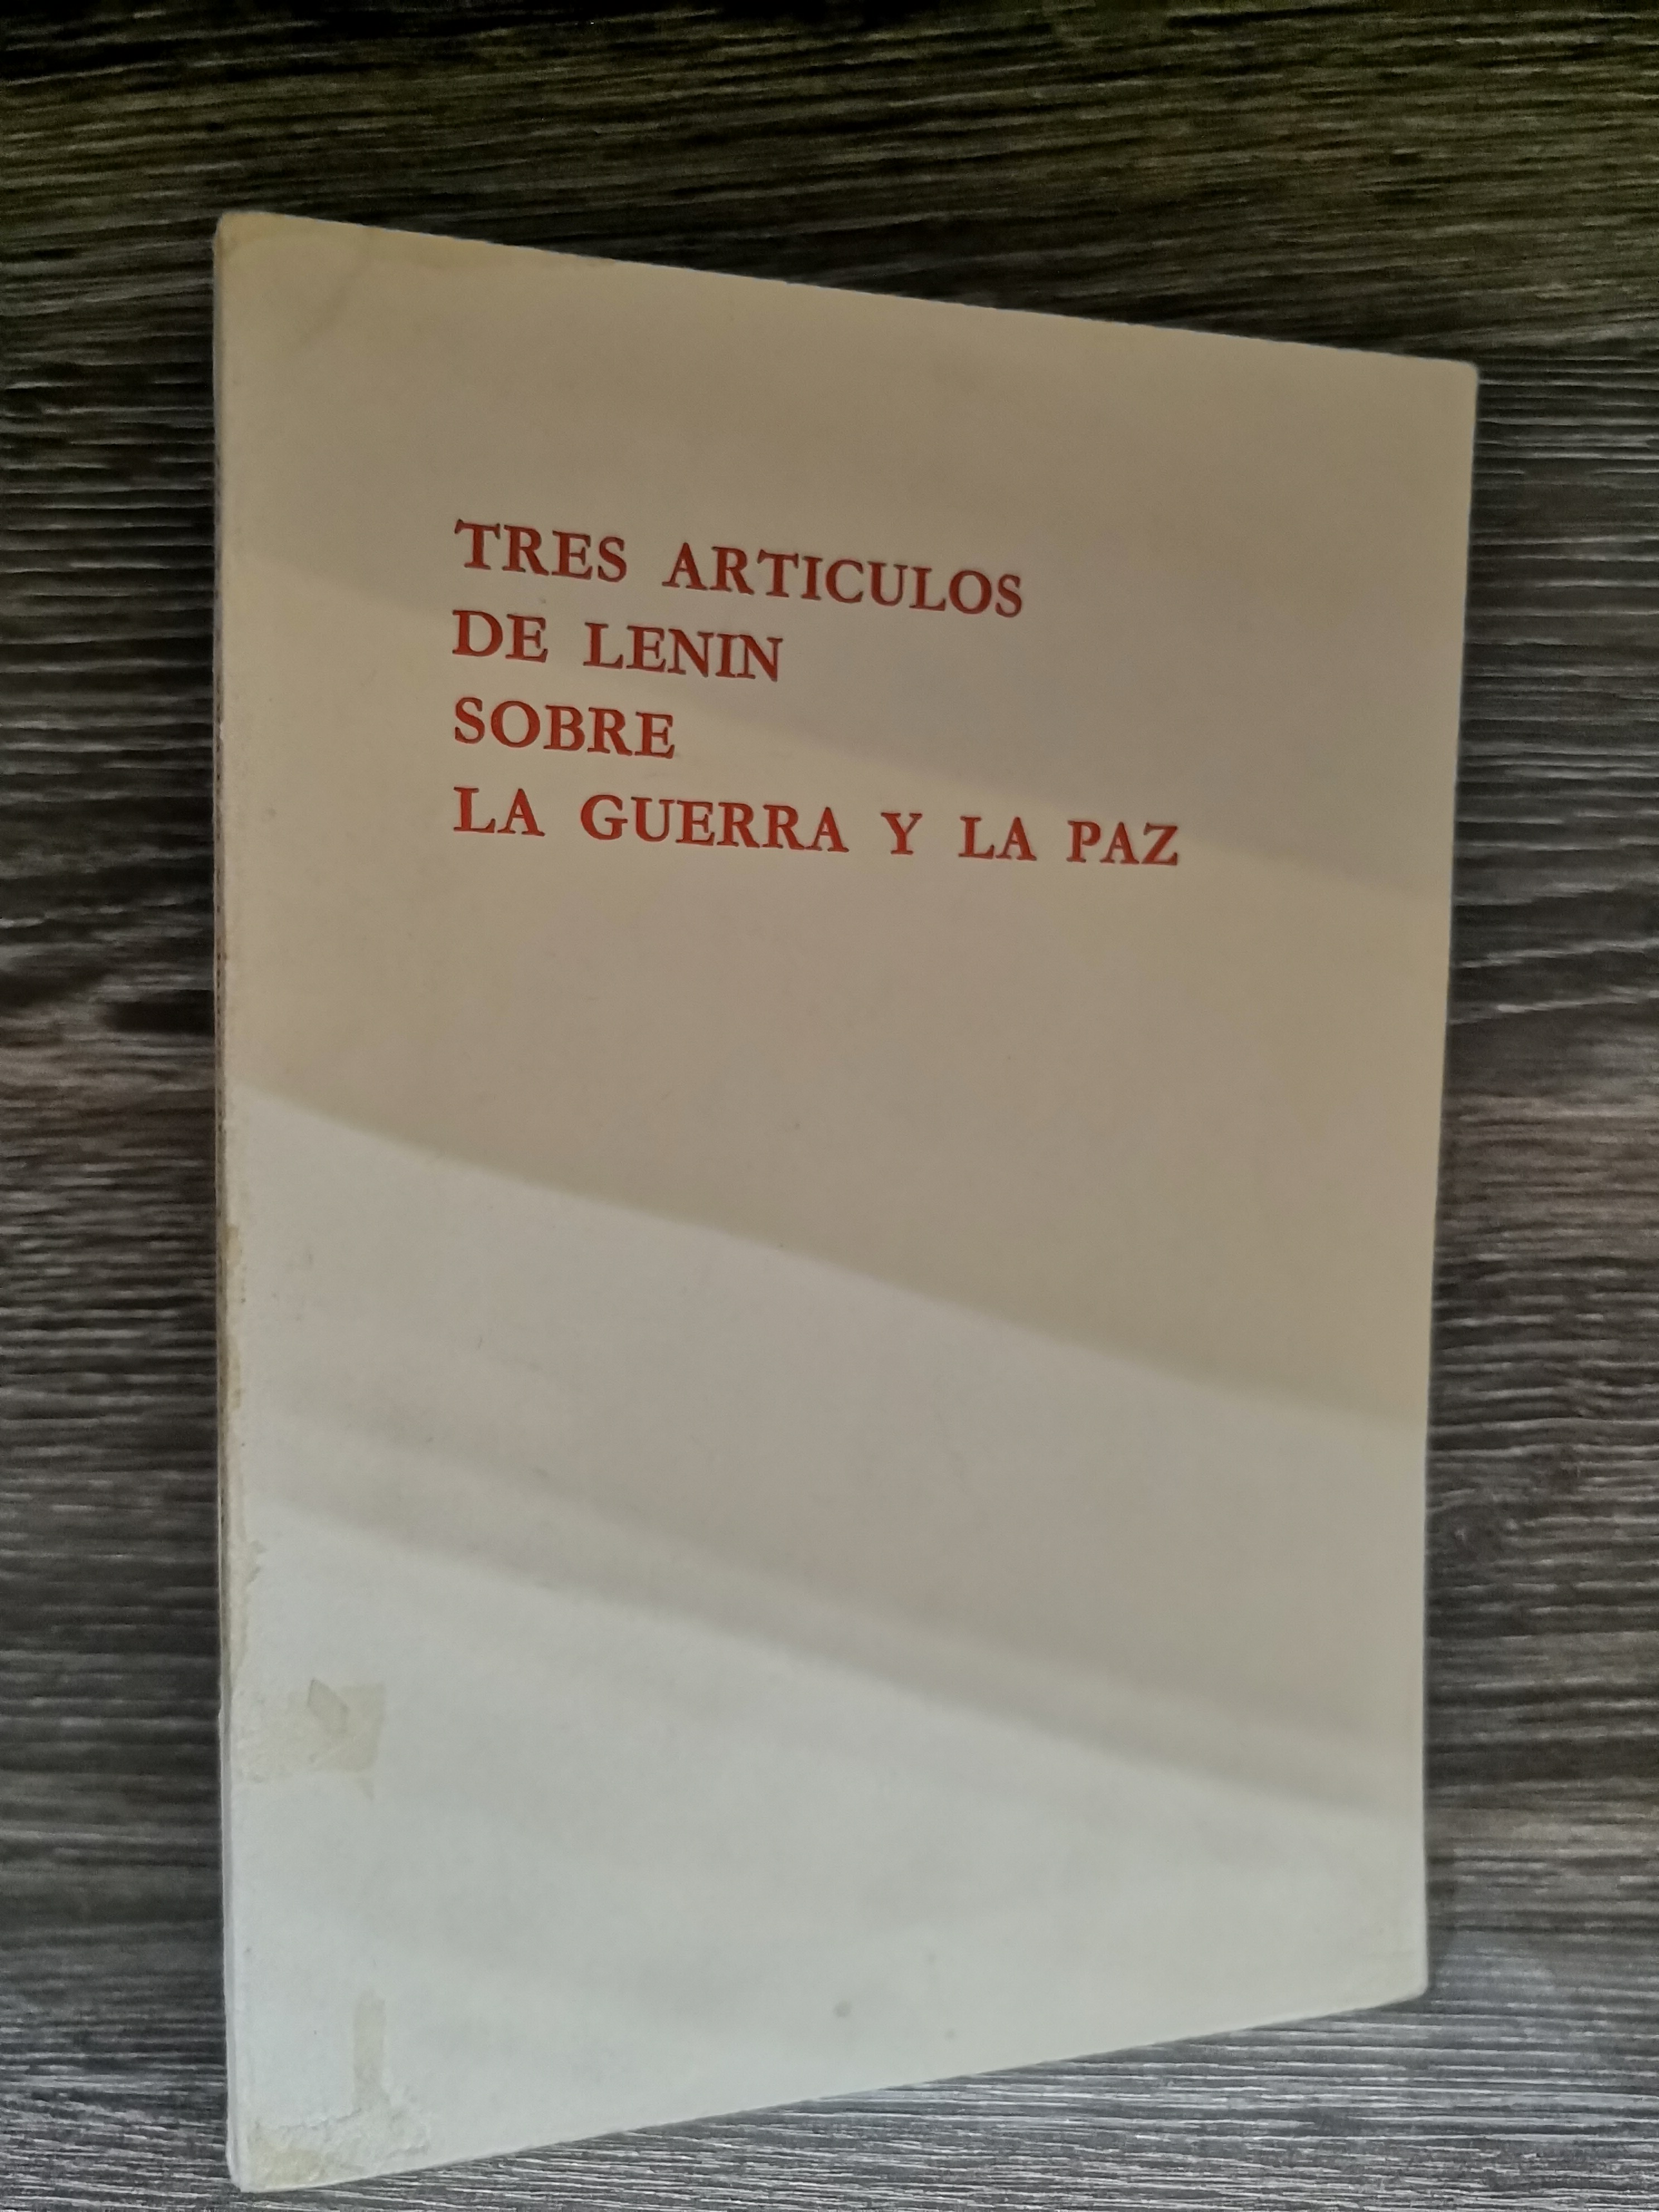 TRES ARTICULOS
DE LENIN
SOBRE
LA GUERRA Y LA PAZ